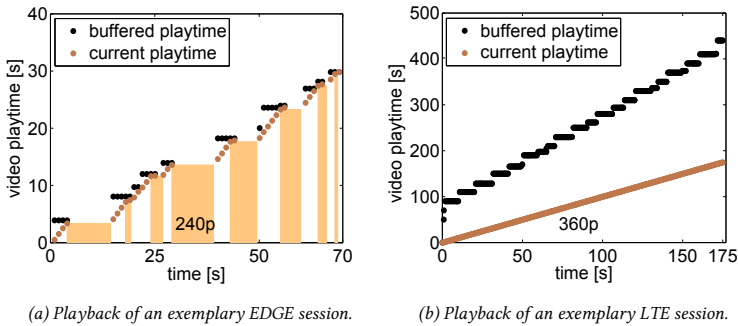 buffered playtime
current playtime
video playtime [s]
40
30
20
10
0
240p
0
25
50
70
time [s]
(a) Playback of an exemplary EDGE session.
buffered playtime
current playtime
video playtime [s]
500
400
300
200
100
0
360p
0
50
100
150
175
time [s]
(b) Playback of an exemplary LTE session.